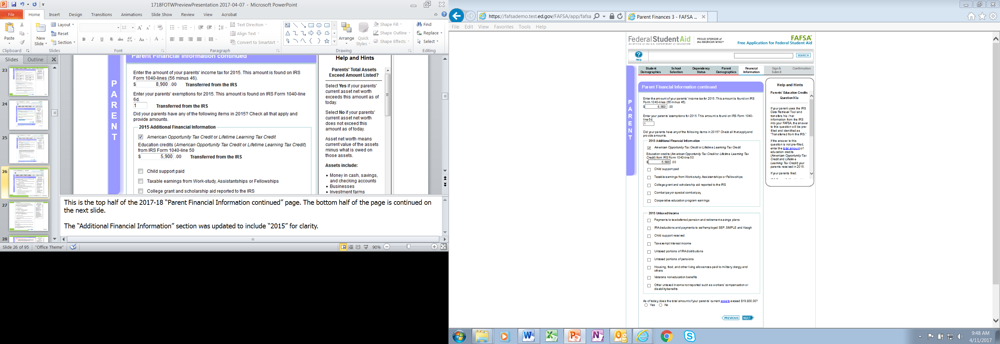 1718FOTWPreviewPresentation 2017-04-07 - Microsoft PowerPoint
File Home Insert Design Transitions Animations Slide Show Review View Acrobat
Paste
New Slide
Layout
Reset
Section
12
B I U S abc AV Aa A
Text Direction
Align Text
Convert to SmartArt
Arrange
Quick Styles
Shape Fill
Shape Outline
Shape Effects
Find
Replace
Select
Clipboard Slides Font Paragraph Drawing Editing
Slides Outline
23
24
25
26
27
28
PARENT
Parent Financial Information continued
Enter the amount of your parents' income tax for 2015. This amount is found on IRS
Form 1040-lines (56 minus 46).
$ 8,900 .00 Transferred from the IRS
Enter your parents' exemptions for 2015. This amount is found on IRS Form 1040-line
6d.
1 Transferred from the IRS
Did your parents have any of the following items in 2015? Check all that apply and
provide amounts.
2015 Additional Financial Information
American Opportunity Tax Credit or Lifetime Learning Tax Credit
Education credits (American Opportunity Tax Credit or Lifetime Learning Tax Credit)
from IRS Form 1040-line 50
$ 5,900 .00 Transferred from the IRS
Child support paid
Taxable earnings from Work-study, Assistantships or Fellowships
College grant and scholarship aid reported to the IRS
Help and Hints
Parents' Total Assets
Exceed Amount Listed?
Select Yes if your parents'
current asset net worth
exceeds this amount as of
today.
Select No if your parents'
current asset net worth
does not exceed this
amount as of today.
Asset net worth means
current value of the assets
minus what is owed on
those assets.
Assets include:
• Money in cash, savings,
and checking accounts
• Businesses
• Investment farms
This is the top half of the 2017-18 “Parent Financial Information continued” page. The bottom half of the page is continued on
the next slide.
The “Additional Financial Information” section was updated to include “2015” for clarity.
Slide 26 of 95 "Office Theme" 90%
https://fafsademo.test.ed.gov/FAFSA/app/fafsa
Parent Finances 3 - FAFSA ...
File Edit View Favorites Tools Help
Federal Student Aid
An OFFICE of the U.S. DEPARTMENT of EDUCATION
PROUD SPONSOR of
the AMERICAN MIND®
FAFSA®
Free Application for Federal Student Aid
Help
SEARCH
Student Demographics
School Selection
Dependency Status
Parent Demographics
Financial Information
Sign & Submit
Confirmation
PARENT
Parent Financial Information continued
Enter the amount of your parents' income tax for 2015. This amount is found on IRS
Form 1040-lines (56 minus 46).
$ 8,900 .00
Enter your parents' exemptions for 2015. This amount is found on IRS Form 1040-
line 6d.
1
Did your parents have any of the following items in 2015? Check all that apply and
provide amounts.
2015 Additional Financial Information
American Opportunity Tax Credit or Lifetime Learning Tax Credit
Education credits (American Opportunity Tax Credit or Lifetime Learning Tax
Credit) from IRS Form 1040-line 50
$ 5,900 .00
Child support paid
Taxable earnings from Work-study, Assistantships or Fellowships
College grant and scholarship aid reported to the IRS
Combat pay or special combat pay
Cooperative education program earnings
2015 Untaxed Income
Payments to tax-deferred pension and retirement savings plans
IRA deductions and payments to self-employed SEP, SIMPLE and Keogh
Child support received
Tax exempt interest income
Untaxed portions of IRA distributions
Untaxed portions of pensions
Housing, food, and other living allowances paid to military, clergy, and
others
Veterans noneducation benefits
Other untaxed income not reported such as workers' compensation or
disability benefits
As of today, does the total amount of your parents' current assets exceed $19,800.00?
Yes No
PREVIOUS NEXT
Help and Hints
Parents' Education Credits
Question 93a
If your parent uses the IRS
Data Retrieval Tool and
transfers his / her
information from the IRS
into your FAFSA, the answer
to this question will be pre-
filled and identified as
"Transferred from the IRS."
If the answer to this
question is not pre-filled,
enter the total amount of
education credits
(American Opportunity Tax
Credit and Lifetime
Learning Tax Credit) your
parents received in 2015.
If your parents filed:
9:48 AM
4/11/2017